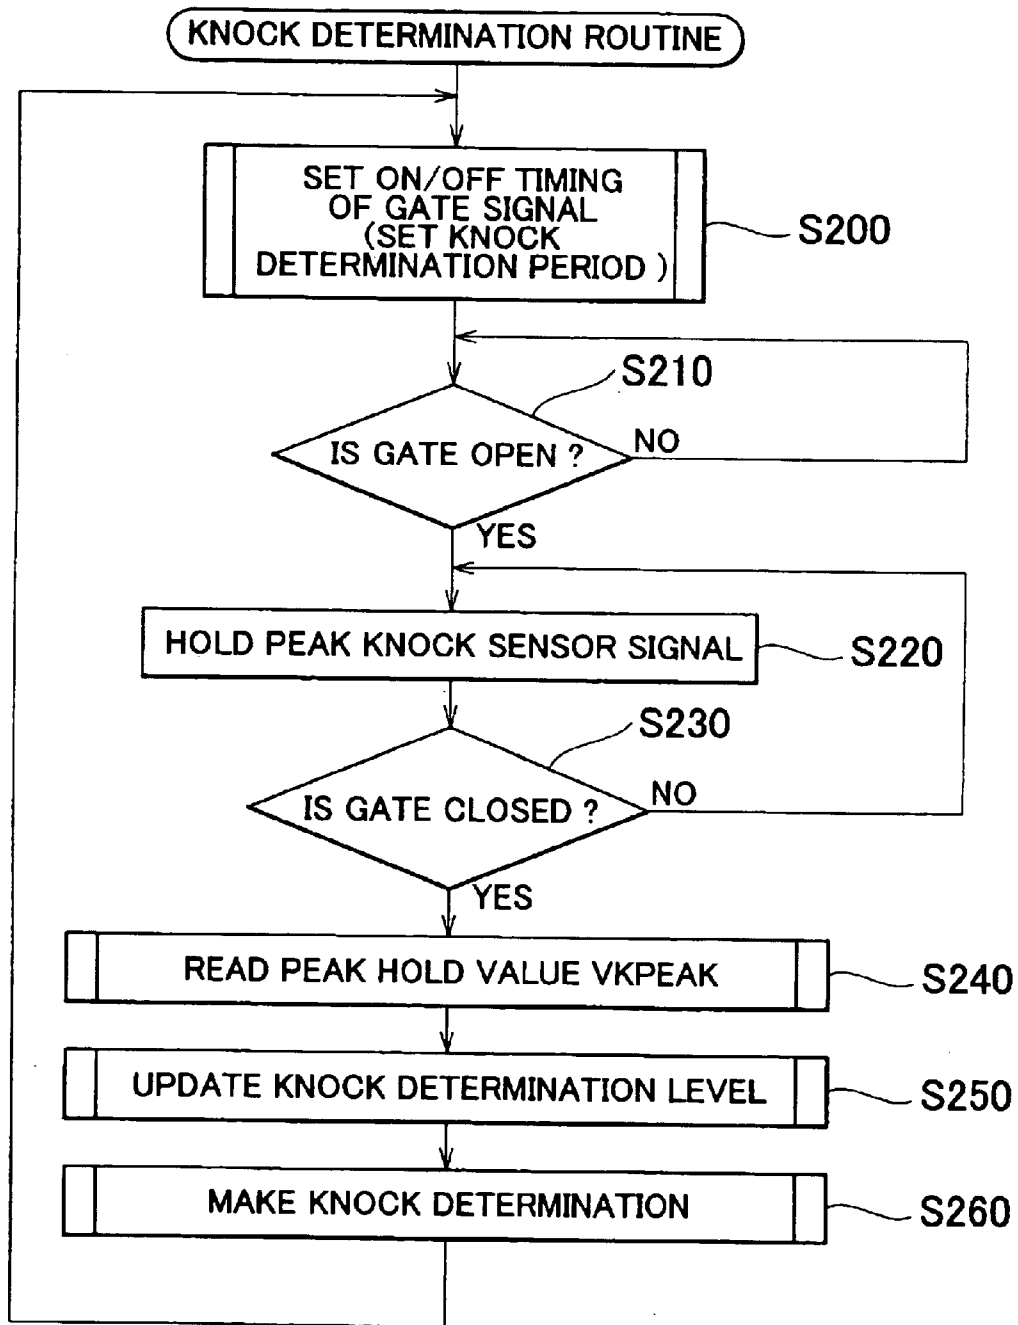 KNOCK DETERMINATION ROUTINE
SET ON/OFF TIMING
OF GATE SIGNAL
(SET KNOCK
DETERMINATION PERIOD )
S200
S210
IS GATE OPEN ?
NO
YES
HOLD PEAK KNOCK SENSOR SIGNAL
S220
S230
IS GATE CLOSED ?
NO
YES
READ PEAK HOLD VALUE VKPEAK
S240
UPDATE KNOCK DETERMINATION LEVEL
S250
MAKE KNOCK DETERMINATION
S260